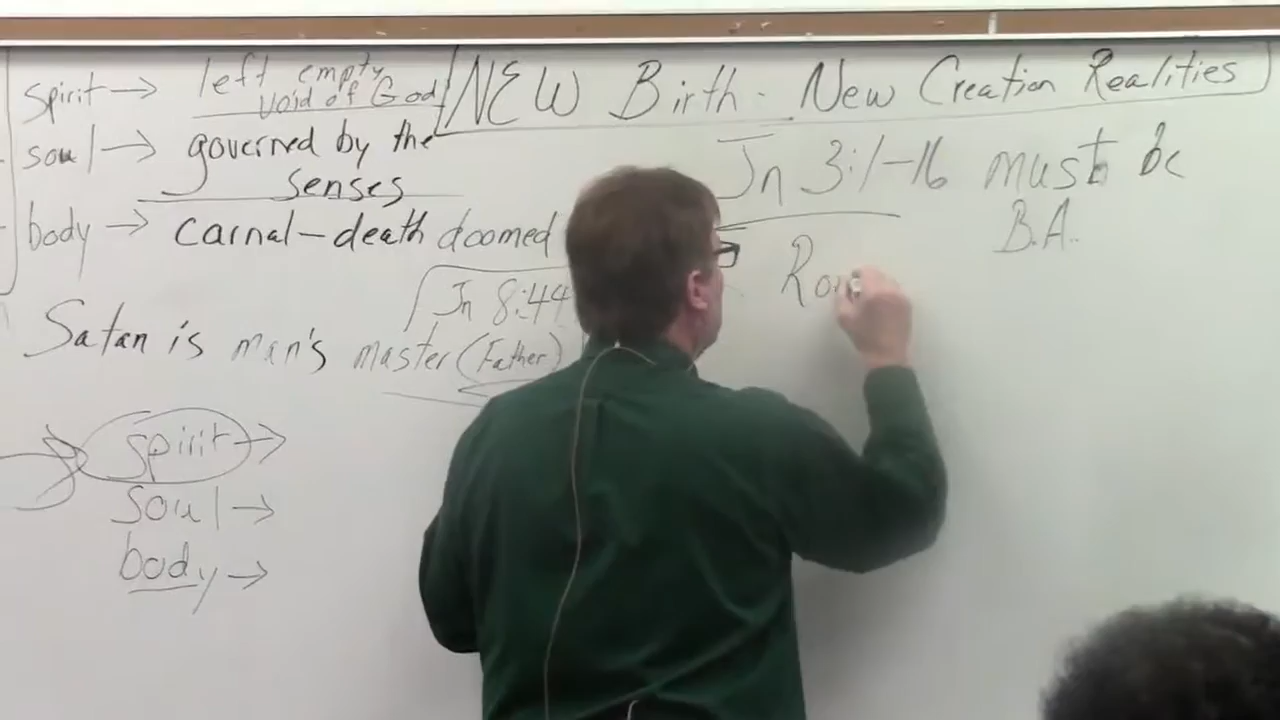 spirit → left empty
void of God
soul → governed by the
senses
body → carnal-death doomed
Jn 8:44
Satan is man's master (Father)
spirit →
soul →
body →
NEW Birth - New Creation Realities
Jn 3:1-16 must be
B.A.
Rom